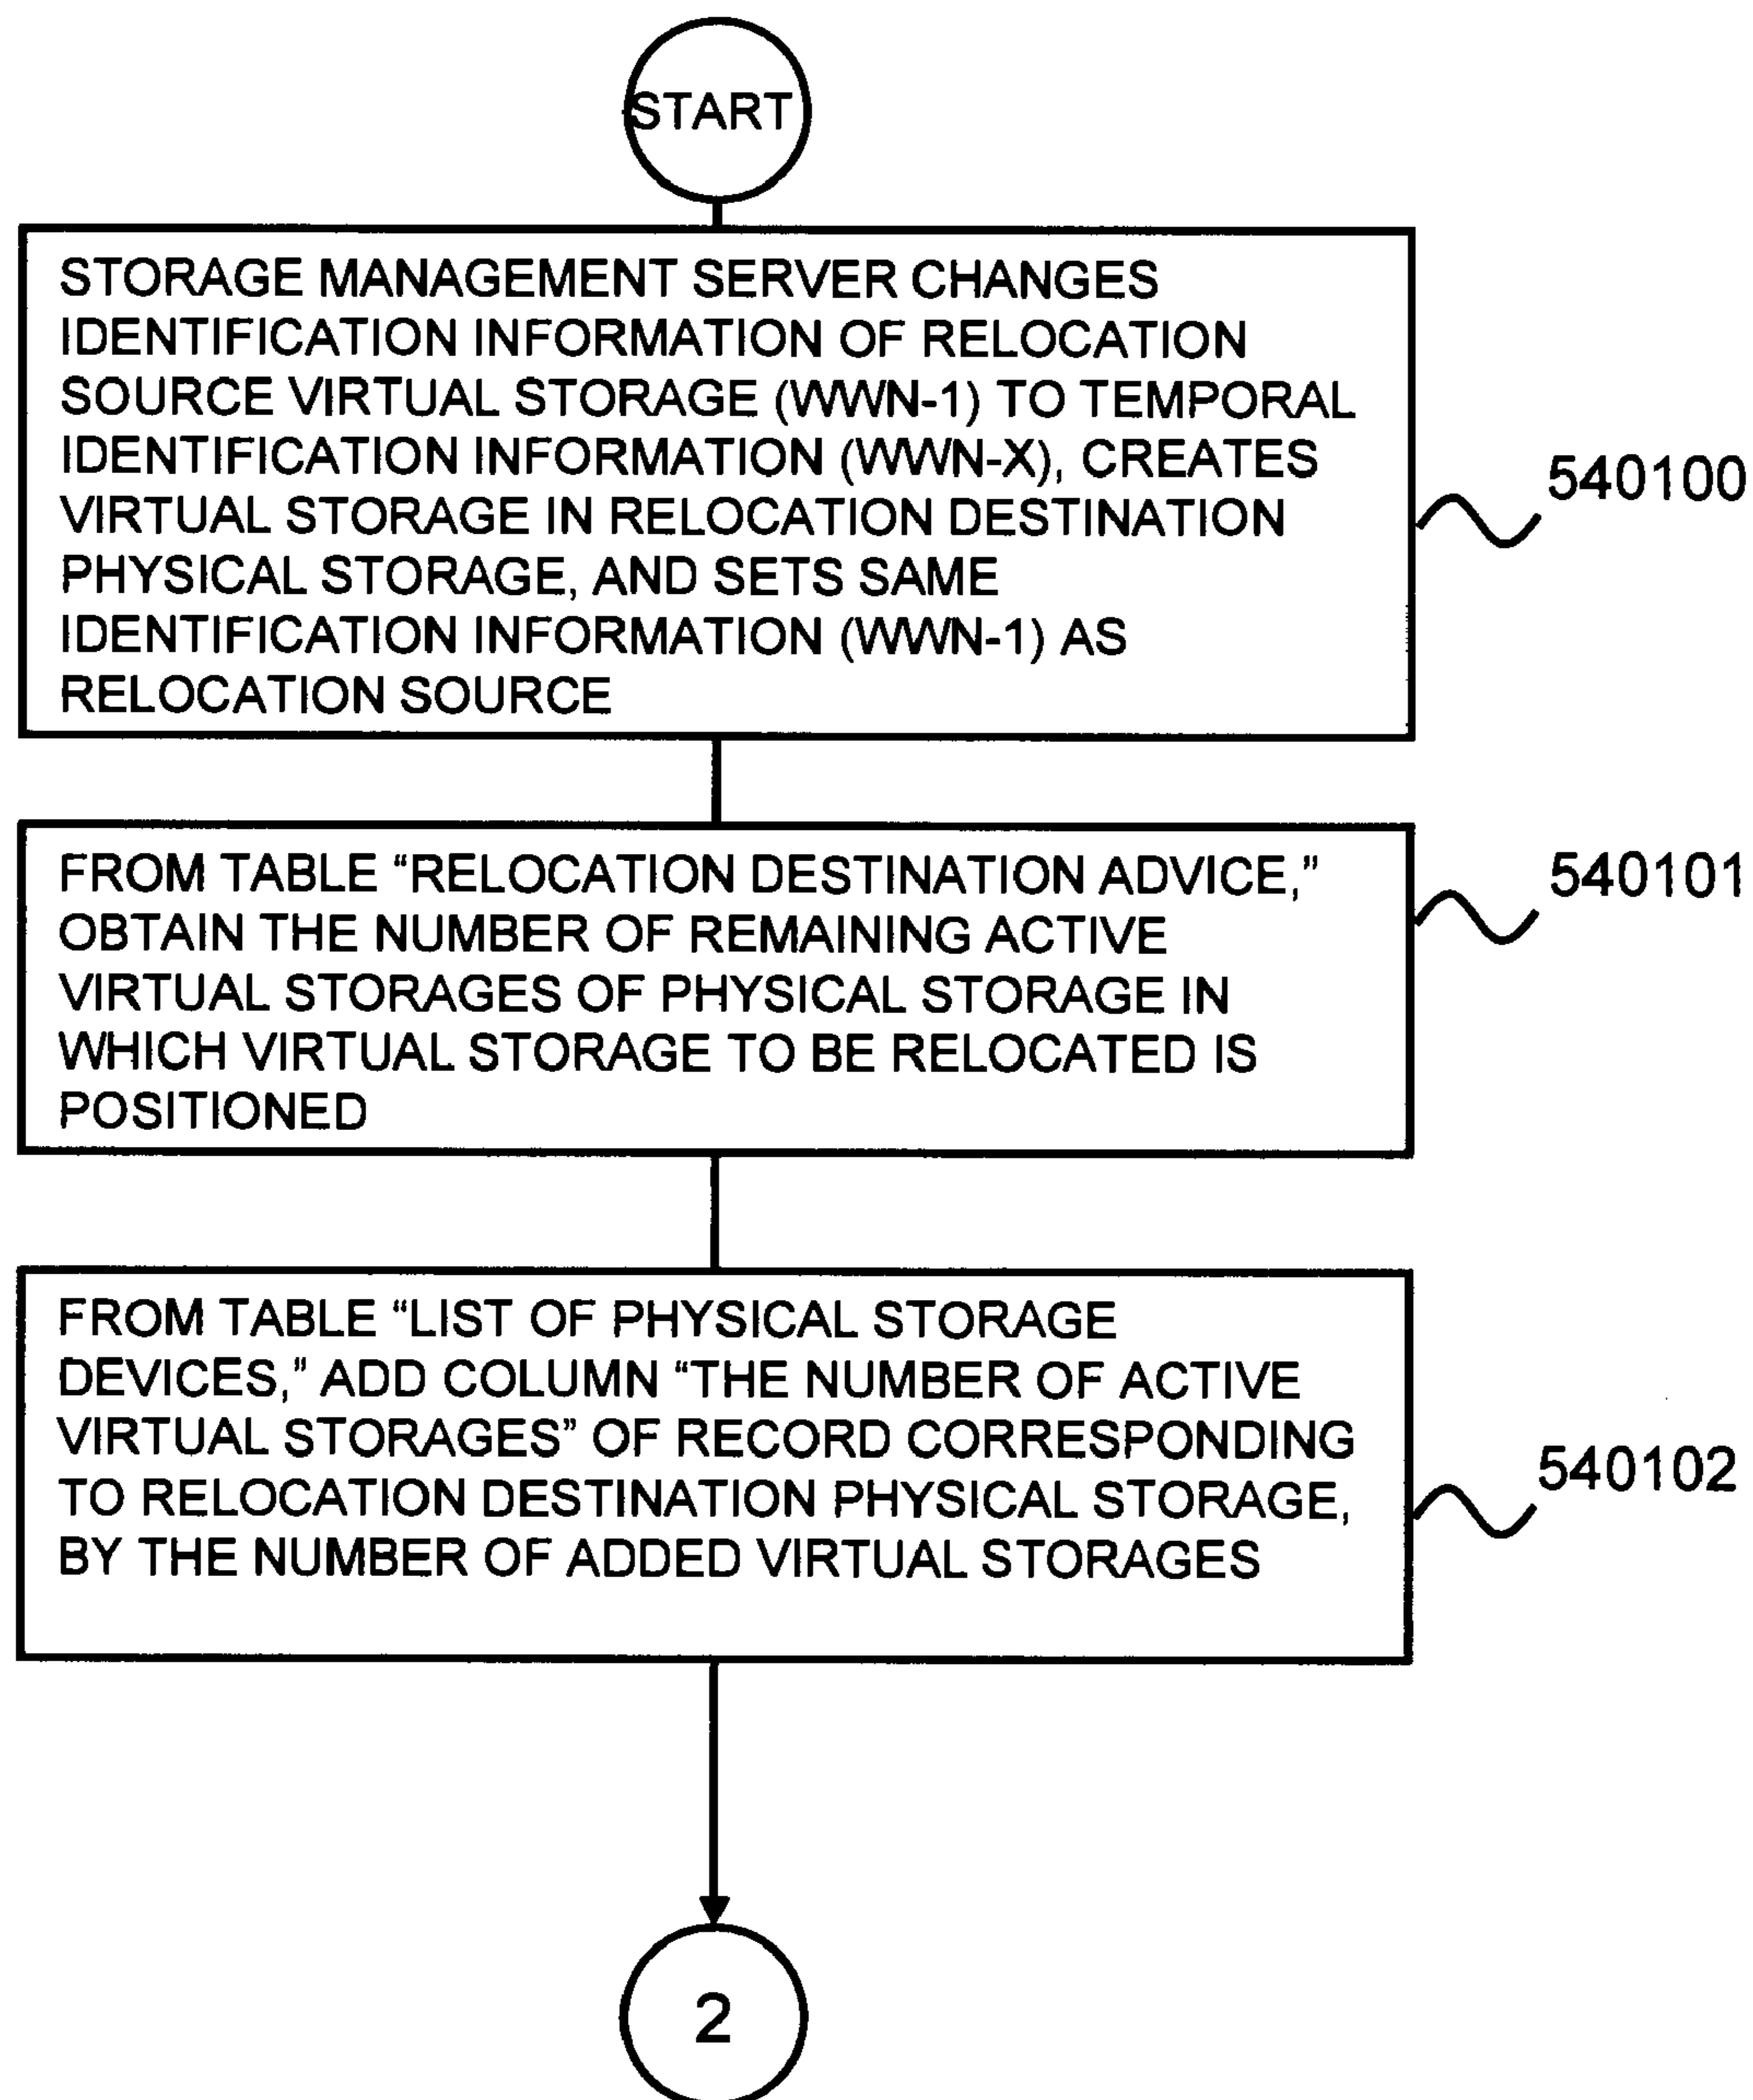 START
STORAGE MANAGEMENT SERVER CHANGES
IDENTIFICATION INFORMATION OF RELOCATION
SOURCE VIRTUAL STORAGE (WWN-1) TO TEMPORAL
IDENTIFICATION INFORMATION (WWN-X), CREATES
VIRTUAL STORAGE IN RELOCATION DESTINATION
PHYSICAL STORAGE, AND SETS SAME
IDENTIFICATION INFORMATION (WWN-1) AS
RELOCATION SOURCE
540100
FROM TABLE “RELOCATION DESTINATION ADVICE,”
OBTAIN THE NUMBER OF REMAINING ACTIVE
VIRTUAL STORAGES OF PHYSICAL STORAGE IN
WHICH VIRTUAL STORAGE TO BE RELOCATED IS
POSITIONED
540101
FROM TABLE “LIST OF PHYSICAL STORAGE
DEVICES,” ADD COLUMN “THE NUMBER OF ACTIVE
VIRTUAL STORAGES” OF RECORD CORRESPONDING
TO RELOCATION DESTINATION PHYSICAL STORAGE,
BY THE NUMBER OF ADDED VIRTUAL STORAGES
540102
2